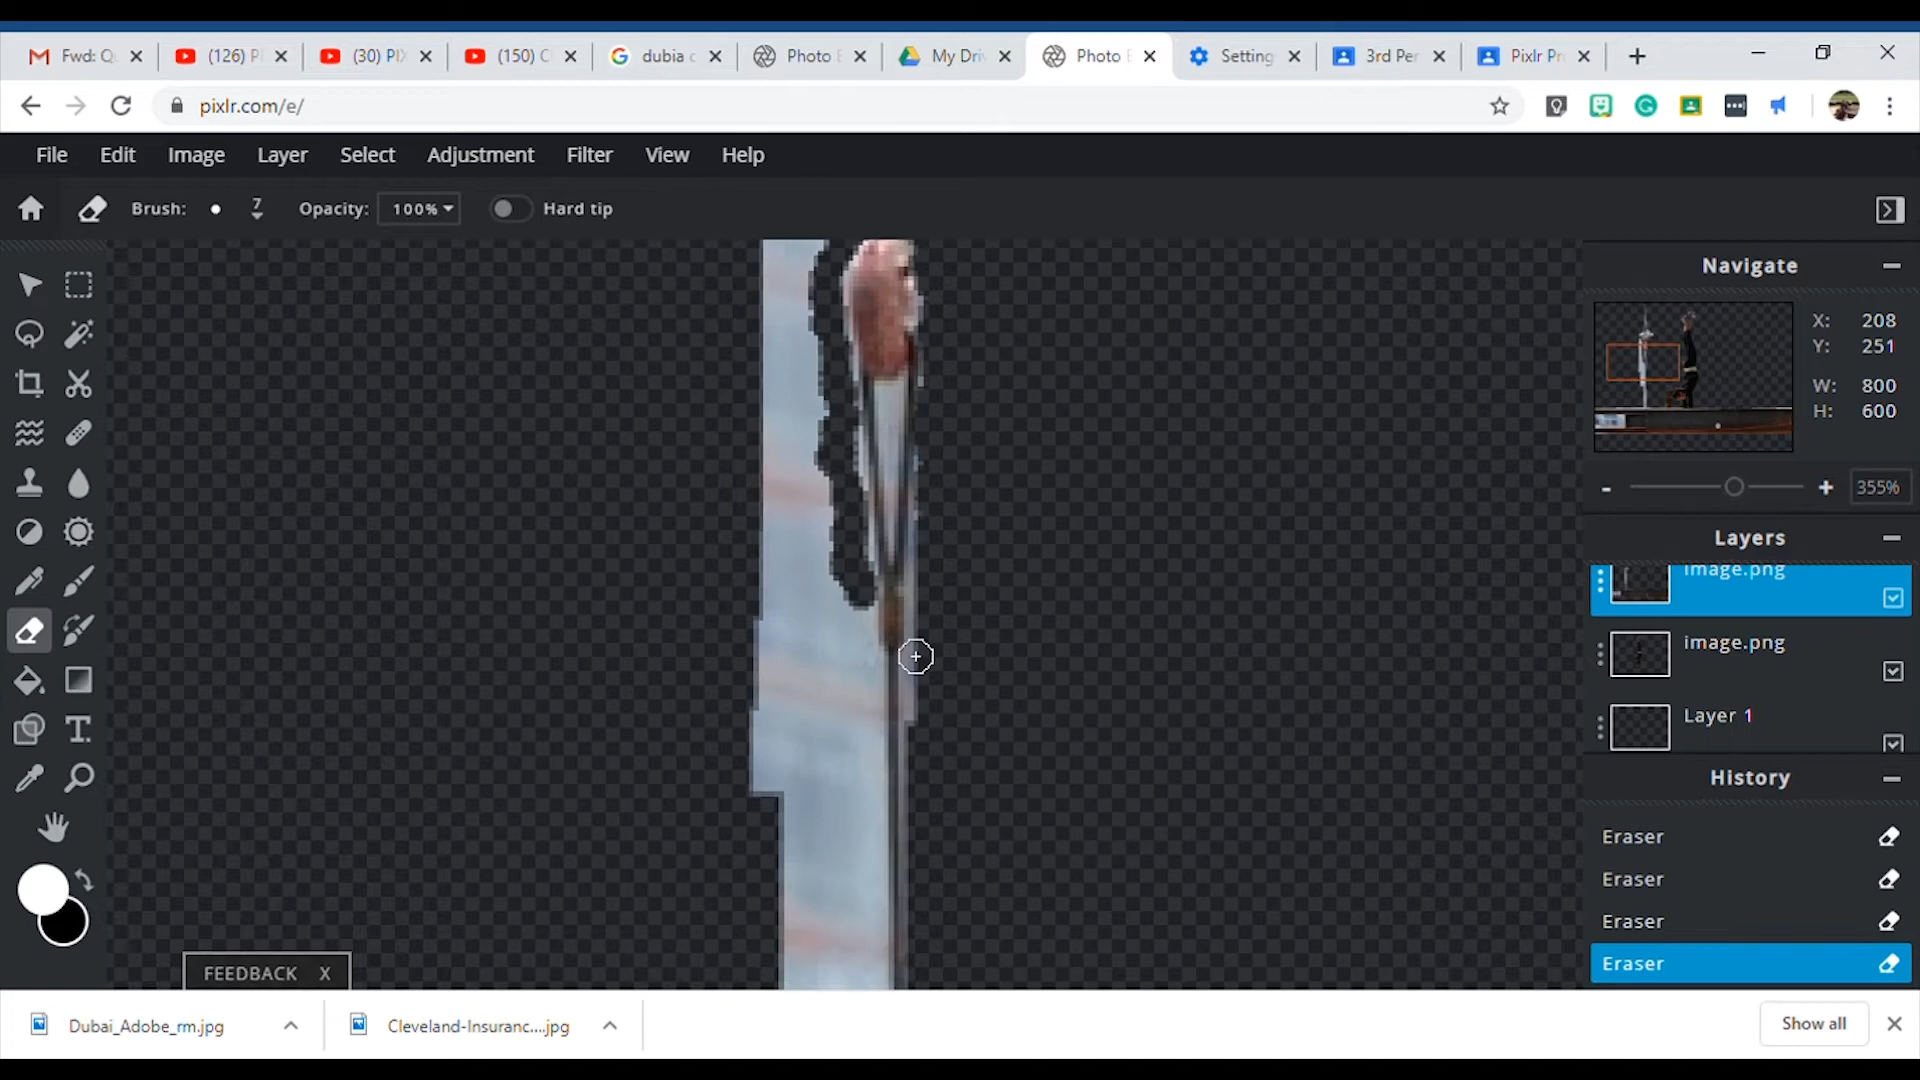 Fwd: Q
(126) P
(30) PIX
(150) C
dubia c
Photo E
My Driv
Photo E
Setting
3rd Per
Pixlr Pr
pixlr.com/e/
File Edit Image Layer Select Adjustment Filter View Help
Brush: 7 Opacity: 100% Hard tip
Navigate
X: 208
Y: 251
W: 800
H: 600
- + 355%
Layers
image.png
image.png
Layer 1
History
Eraser
Eraser
Eraser
Eraser
FEEDBACK X
Dubai_Adobe_rm.jpg
Cleveland-Insuranc....jpg
Show all